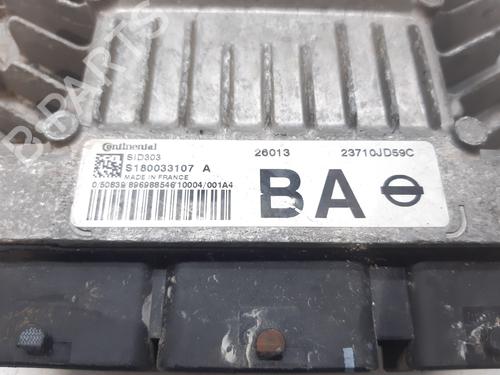 B-PARTS
Continental
SID303 26013 23710JD59C
S180033107 A
MADE IN FRANCE
0/50839 896988546'10004/001A4
BA